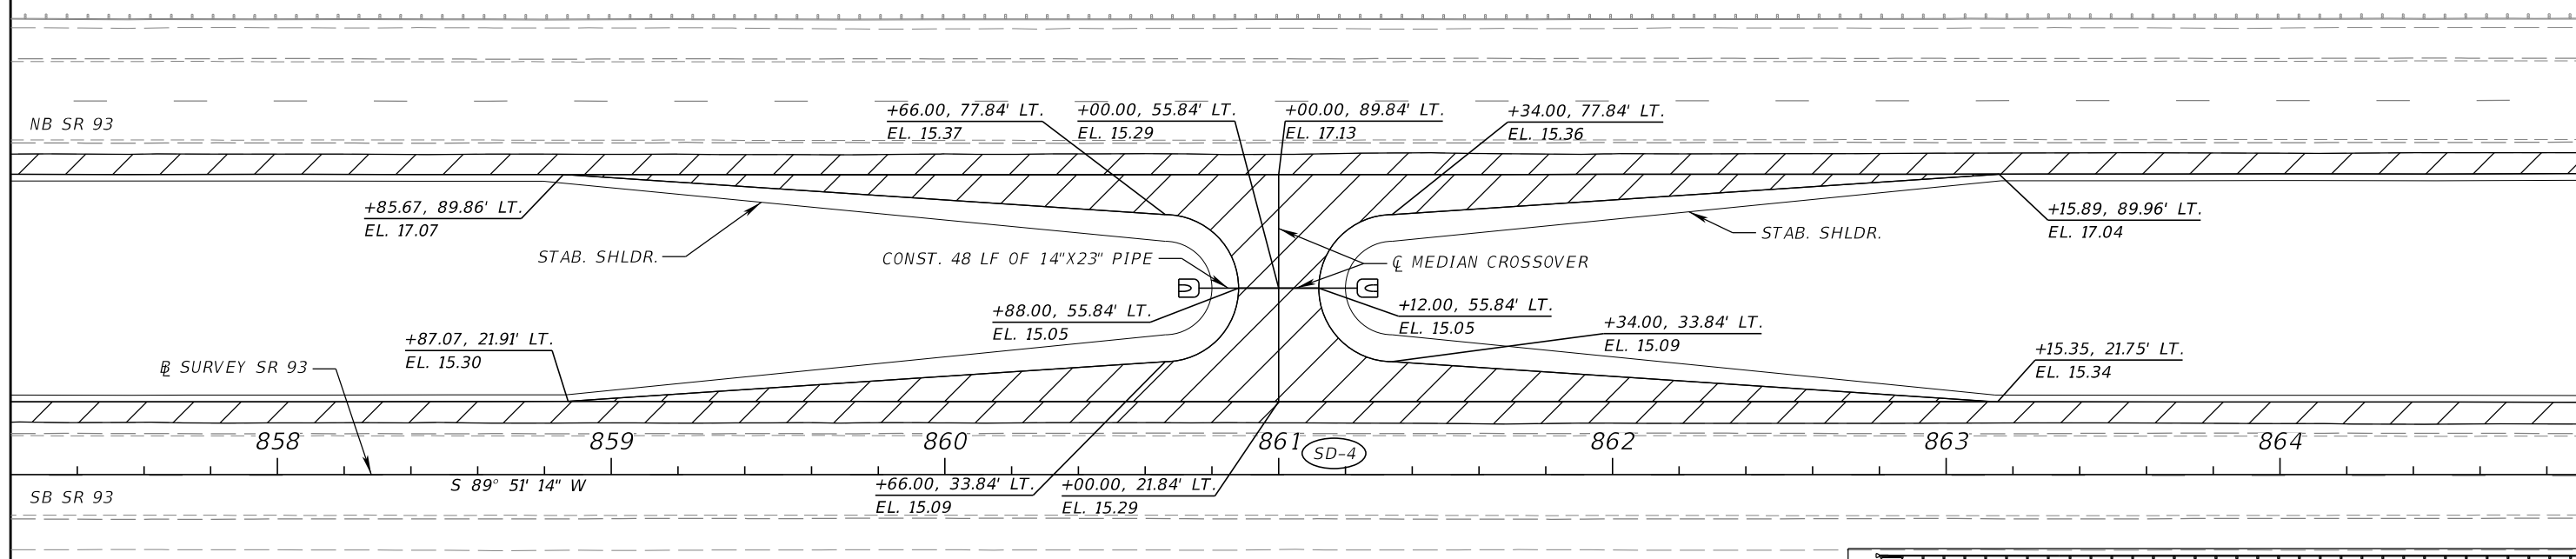 +66.00, 77.84' LT.
EL. 15.37
+00.00, 55.84' LT.
EL. 15.29
+00.00, 89.84' LT.
EL. 17.13
+34.00, 77.84' LT.
EL. 15.36
NB SR 93
+85.67, 89.86' LT.
EL. 17.07
+15.89, 89.96' LT.
EL. 17.04
STAB. SHLDR.
STAB. SHLDR.
CONST. 48 LF OF 14"X23" PIPE
℄ MEDIAN CROSSOVER
+88.00, 55.84' LT.
EL. 15.05
+12.00, 55.84' LT.
EL. 15.05
+34.00, 33.84' LT.
EL. 15.09
+87.07, 21.91' LT.
EL. 15.30
+15.35, 21.75' LT.
EL. 15.34
BL SURVEY SR 93
858 859 860 861 862 863 864
SD-4
S 89° 51' 14" W
+66.00, 33.84' LT.
EL. 15.09
+00.00, 21.84' LT.
EL. 15.29
SB SR 93